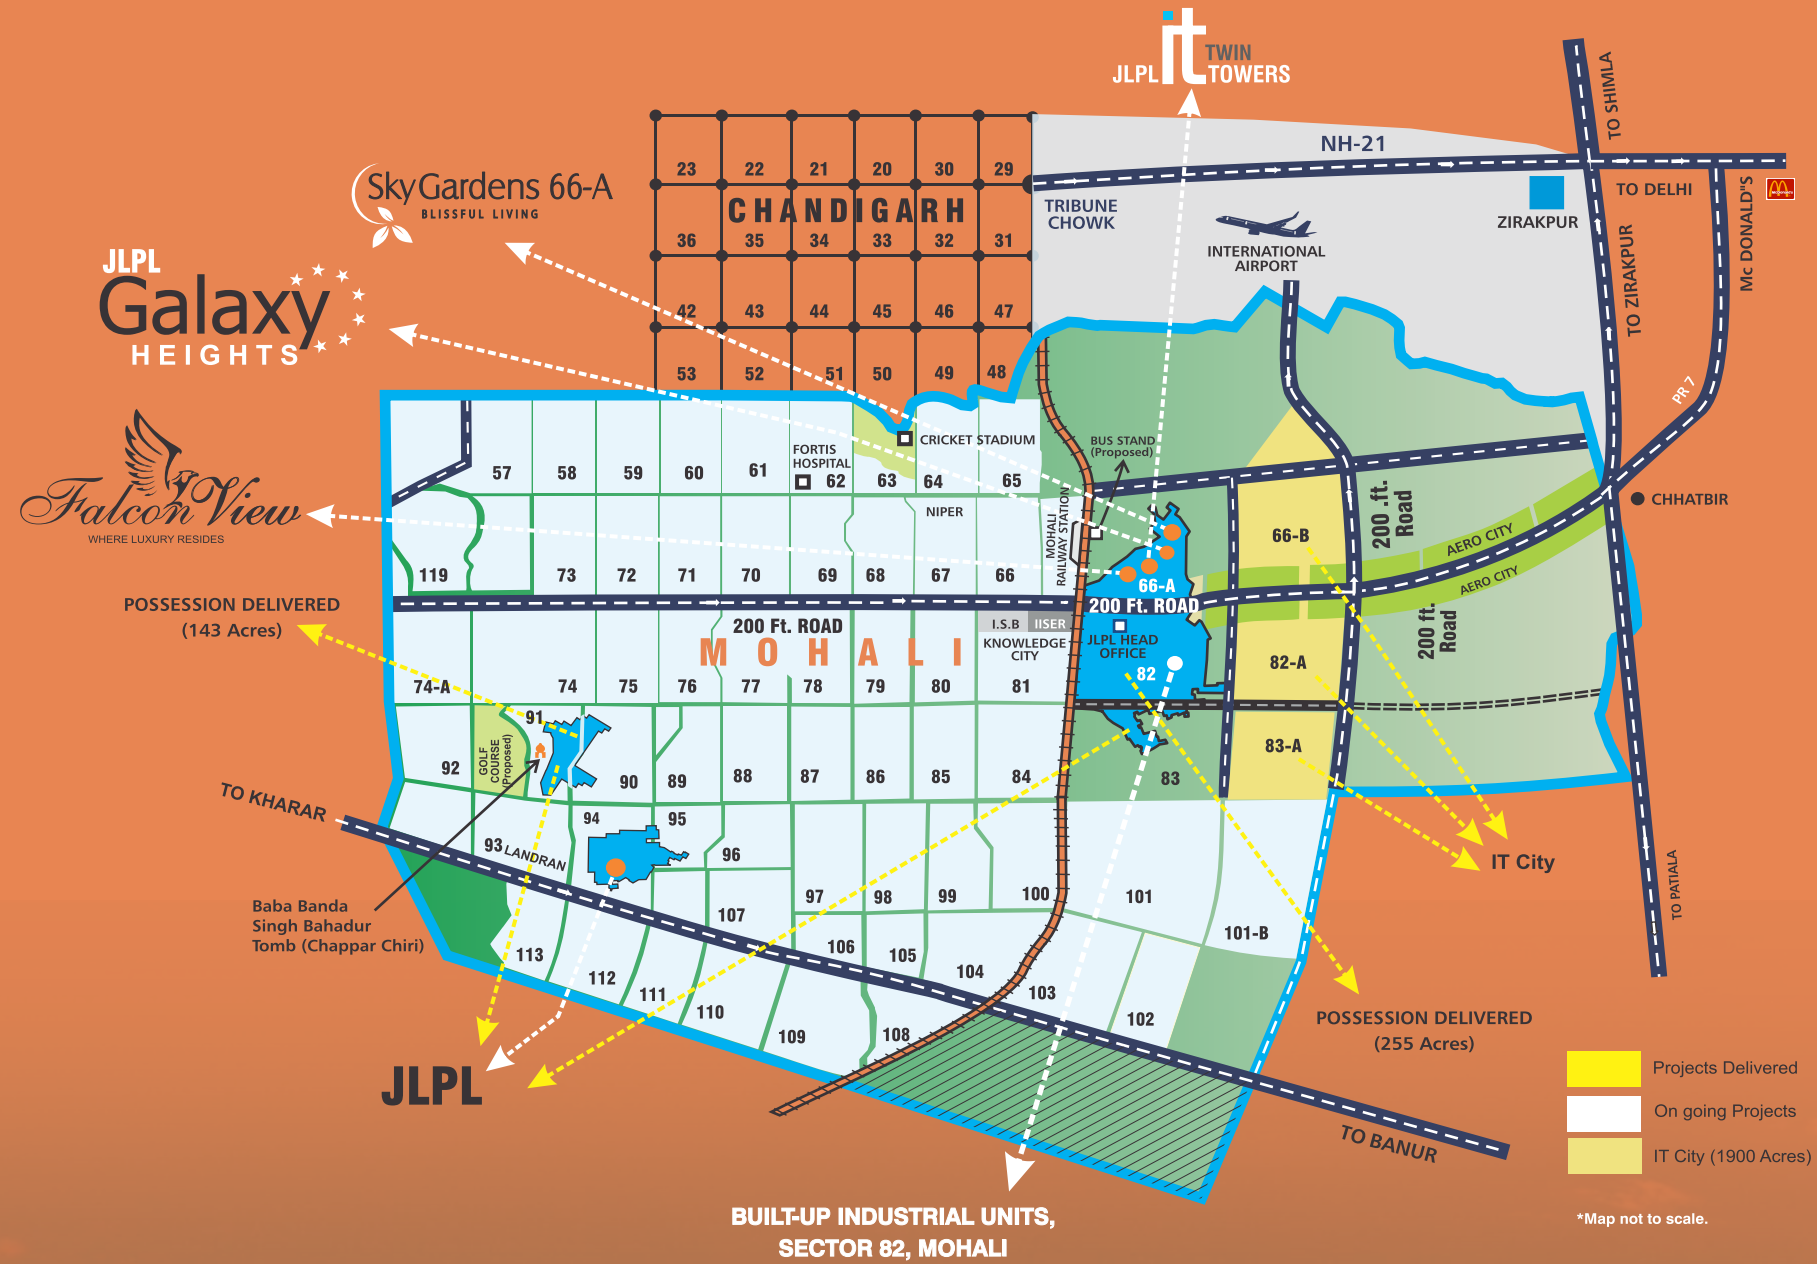 it
TWIN
JLPL TOWERS
TO SHIMLA
NH-21
TO DELHI
Mc DONALD"S
McDonald's
ZIRAKPUR
TO ZIRAKPUR
TRIBUNE
CHOWK
INTERNATIONAL
AIRPORT
SkyGardens 66-A
BLISSFUL LIVING
JLPL
Galaxy
HEIGHTS
Falcon View
WHERE LUXURY RESIDES
23 22 21 20 30 29
CHANDIGARH
36 35 34 33 32 31
42 43 44 45 46 47
53 52 51 50 49 48
PR 7
CHHATBIR
BUS STAND
(Proposed)
CRICKET STADIUM
FORTIS
HOSPITAL
57 58 59 60 61 62 63 64 65
NIPER
MOHALI
RAILWAY STATION
119 73 72 71 70 69 68 67 66
66-A
66-B
200 .ft.
Road
AERO CITY
AERO CITY
200 Ft. ROAD
200 Ft. ROAD
200 ft.
Road
POSSESSION DELIVERED
(143 Acres)
MOHALI
I.S.B IISER
KNOWLEDGE
CITY
JLPL HEAD
OFFICE
82
82-A
74-A 74 75 76 77 78 79 80 81
91
GOLF
COURSE
(Proposed)
92 90 89 88 87 86 85 84 83
83-A
TO KHARAR
93 LANDRAN
94 95 96
97 98 99 100 101
101-B
IT City
TO PATIALA
Baba Banda
Singh Bahadur
Tomb (Chappar Chiri)
107 106 105 104 103 102
113 112 111 110 109 108
JLPL
POSSESSION DELIVERED
(255 Acres)
TO BANUR
Projects Delivered
On going Projects
IT City (1900 Acres)
*Map not to scale.
BUILT-UP INDUSTRIAL UNITS,
SECTOR 82, MOHALI